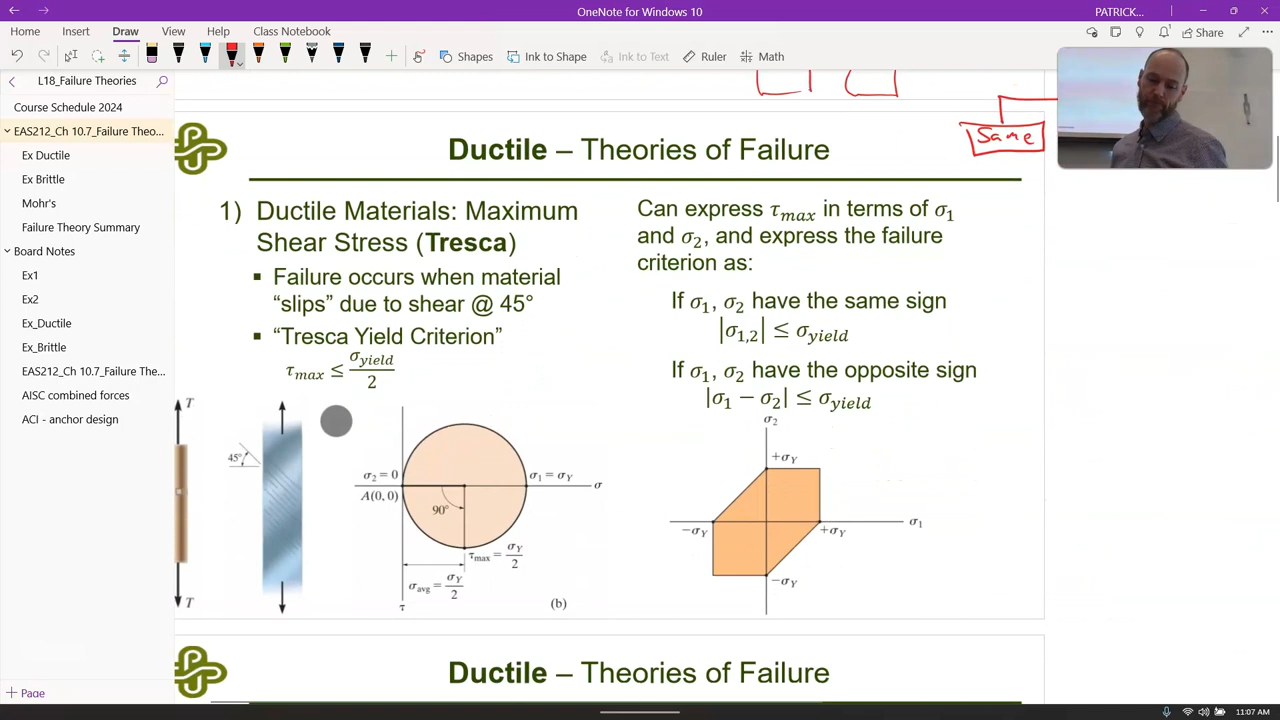 OneNote for Windows 10
PATRICK...
Home
Insert
Draw
View
Help
Class Notebook
Share
Shapes
Ink to Shape
Ink to Text
Ruler
Math
L18_Failure Theories
Course Schedule 2024
EAS212_Ch 10.7_Failure Theo...
Ex Ductile
Ex Brittle
Mohr's
Failure Theory Summary
Board Notes
Ex1
Ex2
Ex_Ductile
Ex_Brittle
EAS212_Ch 10.7_Failure The...
AISC combined forces
ACI - anchor design
+ Page
Same
Ductile – Theories of Failure
1) Ductile Materials: Maximum
Shear Stress (Tresca)
▪ Failure occurs when material
“slips” due to shear @ 45°
▪ “Tresca Yield Criterion”
τmax ≤ σyield/2
T
45°
T
σ2 = 0
A(0, 0)
σ1 = σY
σ
90°
τmax = σY/2
σavg = σY/2
τ
(b)
Can express τmax in terms of σ1
and σ2, and express the failure
criterion as:
If σ1, σ2 have the same sign
|σ1,2| ≤ σyield
If σ1, σ2 have the opposite sign
|σ1 − σ2| ≤ σyield
σ2
+σY
σ1
−σY
+σY
−σY
Ductile – Theories of Failure
11:07 AM